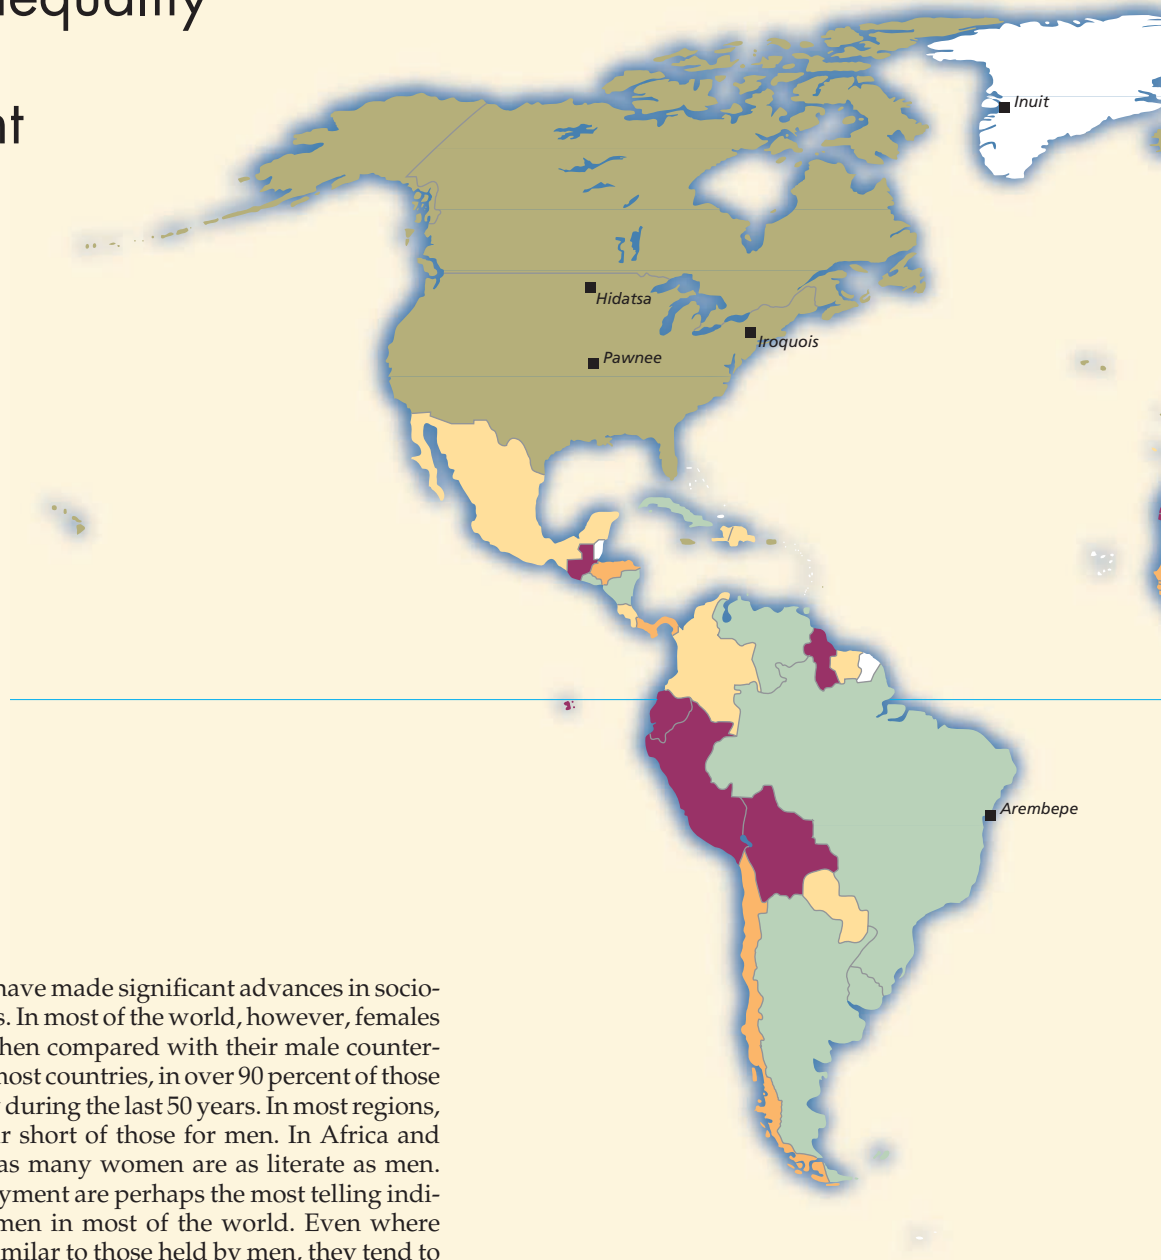 equality
nt
Inuit
Hidatsa
Iroquois
Pawnee
Arembepe
have made significant advances in socio-
s. In most of the world, however, females
hen compared with their male counter-
most countries, in over 90 percent of those
during the last 50 years. In most regions,
r short of those for men. In Africa and
as many women are as literate as men.
yment are perhaps the most telling indi-
men in most of the world. Even where
milar to those held by men, they tend to